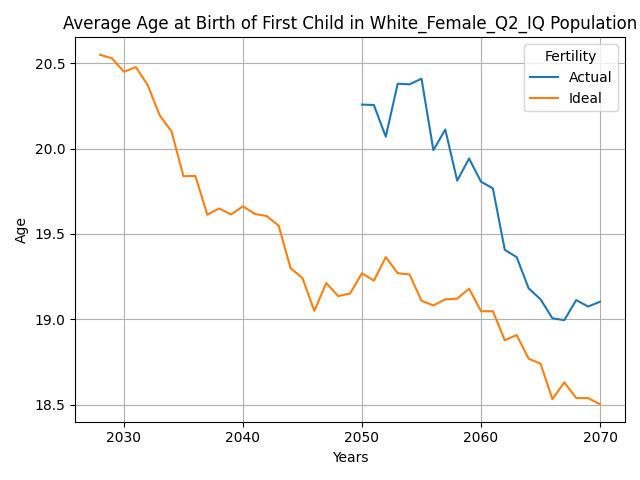 Average Age at Birth of First Child in White_Female_Q2_IQ Population
Fertility
Actual
Ideal
20.5
20.0
19.5
19.0
18.5
Age
2030
2040
2050
2060
2070
Years